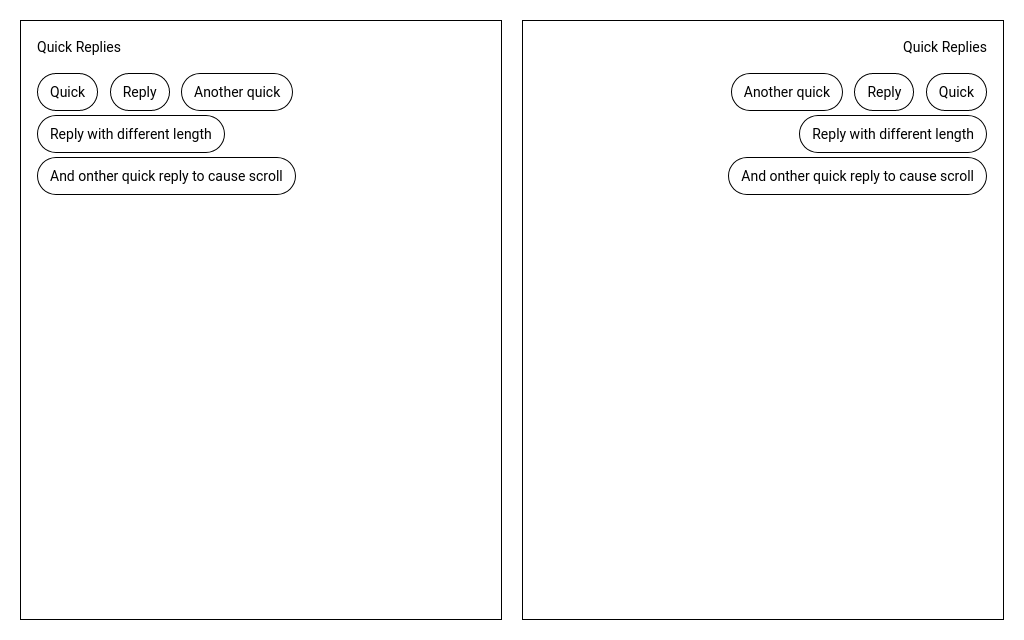 Quick Replies
Quick Reply Another quick
Reply with different length
And onther quick reply to cause scroll
Quick Replies
Another quick Reply Quick
Reply with different length
And onther quick reply to cause scroll